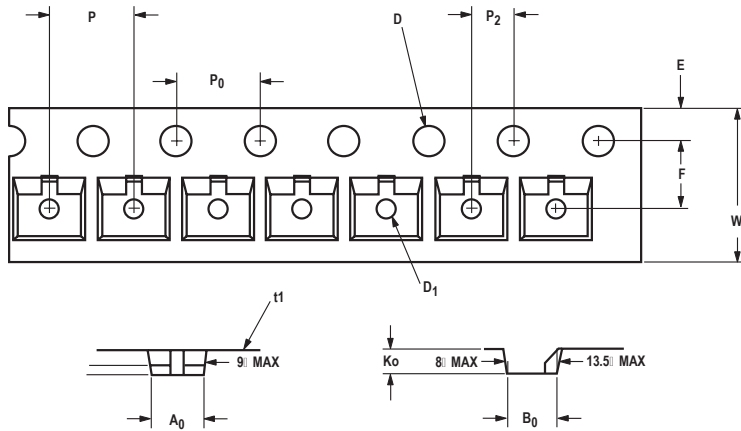 P
D
P2
P0
E
F
W
D1
t1
9▯ MAX
Ko
8▯ MAX
13.5▯ MAX
A0
B0